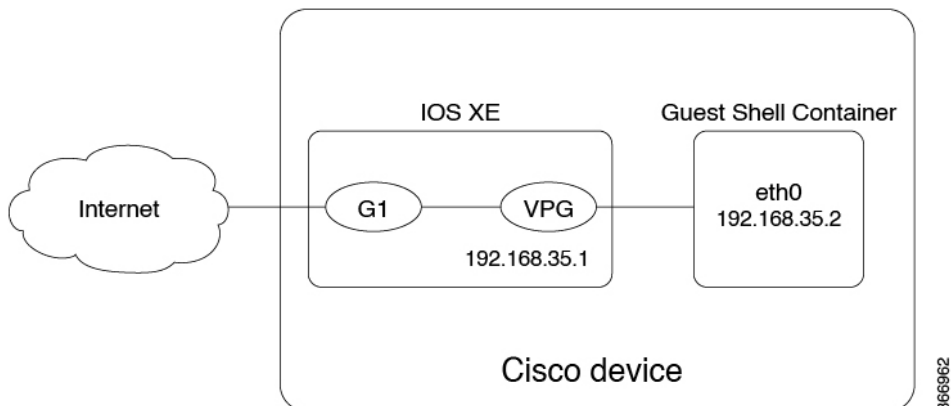 IOS XE
Guest Shell Container
Internet
G1
VPG
192.168.35.1
eth0
192.168.35.2
Cisco device
366962